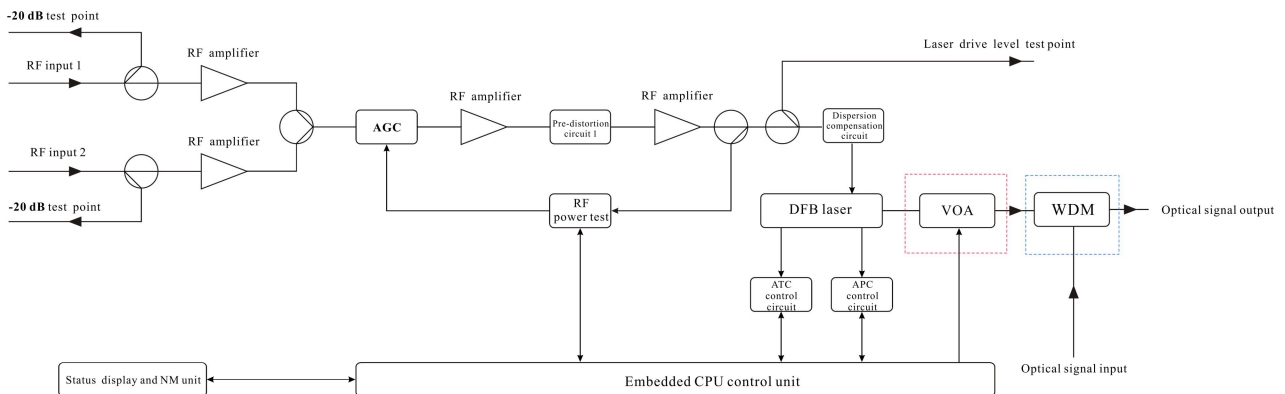 -20 dB test point
RF amplifier
RF input 1
Laser drive level test point
RF amplifier
RF amplifier
AGC
Pre-distortion
circuit 1
Dispersion
compensation
circuit
RF amplifier
RF input 2
-20 dB test point
RF
power test
DFB laser
VOA
WDM
Optical signal output
ATC
control
circuit
APC
control
circuit
Status display and NM unit
Embedded CPU control unit
Optical signal input